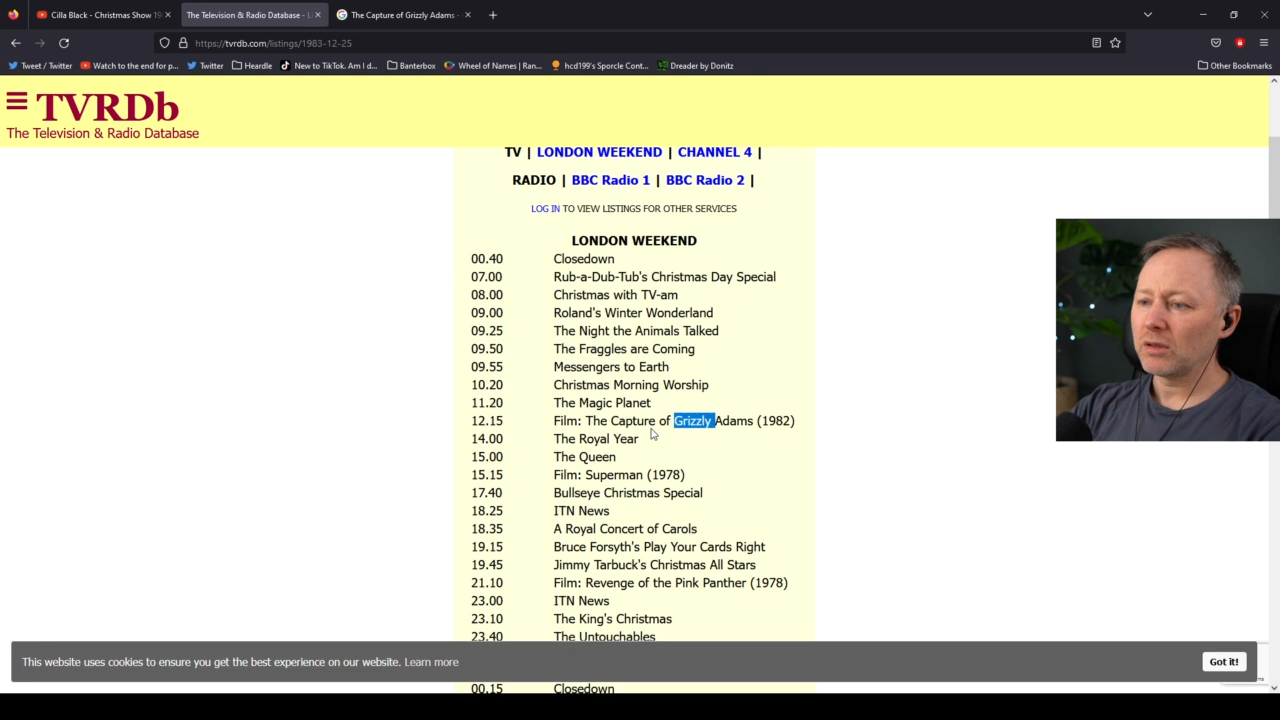 Cilla Black - Christmas Show 19
The Television & Radio Database - L
The Capture of Grizzly Adams -
https://tvrdb.com/listings/1983-12-25
Tweet / Twitter
Watch to the end for p...
Twitter
Heardle
New to TikTok. Am I d...
Banterbox
Wheel of Names | Ran...
hcd199's Sporcle Cont...
Dreader by Donitz
Other Bookmarks
TVRDb
The Television & Radio Database
TV | LONDON WEEKEND | CHANNEL 4 |
RADIO | BBC Radio 1 | BBC Radio 2 |
LOG IN TO VIEW LISTINGS FOR OTHER SERVICES
LONDON WEEKEND
00.40 Closedown
07.00 Rub-a-Dub-Tub's Christmas Day Special
08.00 Christmas with TV-am
09.00 Roland's Winter Wonderland
09.25 The Night the Animals Talked
09.50 The Fraggles are Coming
09.55 Messengers to Earth
10.20 Christmas Morning Worship
11.20 The Magic Planet
12.15 Film: The Capture of Grizzly Adams (1982)
14.00 The Royal Year
15.00 The Queen
15.15 Film: Superman (1978)
17.40 Bullseye Christmas Special
18.25 ITN News
18.35 A Royal Concert of Carols
19.15 Bruce Forsyth's Play Your Cards Right
19.45 Jimmy Tarbuck's Christmas All Stars
21.10 Film: Revenge of the Pink Panther (1978)
23.00 ITN News
23.10 The King's Christmas
23.40 The Untouchables
This website uses cookies to ensure you get the best experience on our website. Learn more
Got it!
00.15 Closedown